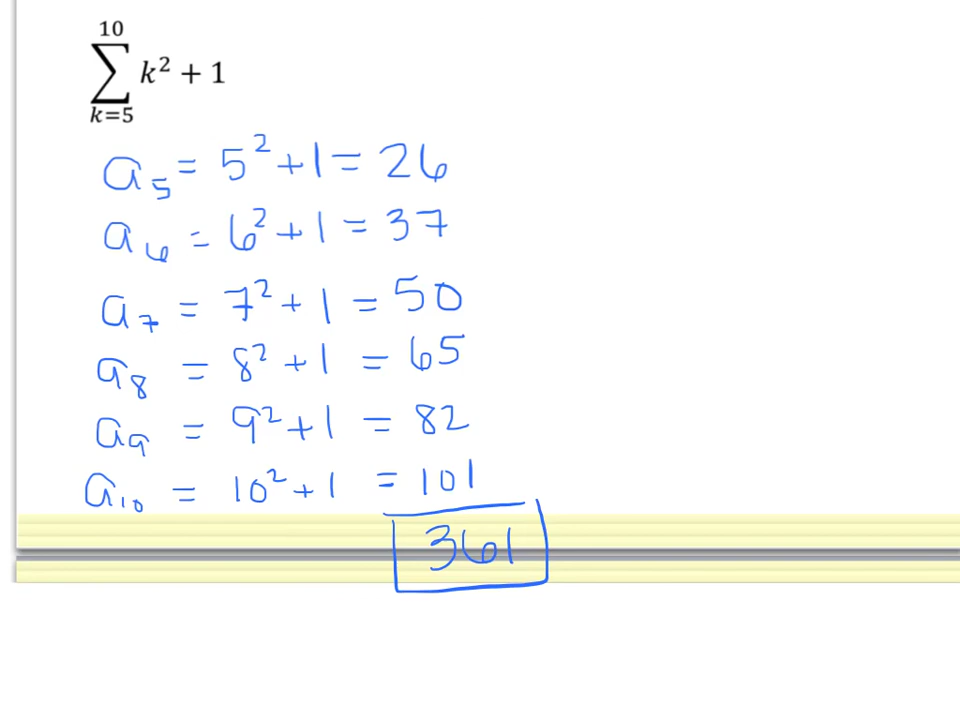 10
∑ k² + 1
k=5
a₅ = 5² + 1 = 26
a₆ = 6² + 1 = 37
a₇ = 7² + 1 = 50
a₈ = 8² + 1 = 65
a₉ = 9² + 1 = 82
a₁₀ = 10² + 1 = 101
361